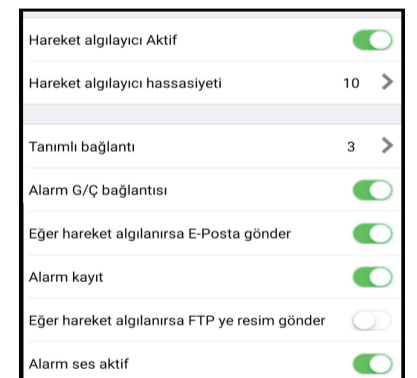 Hareket algılayıcı Aktif
Hareket algılayıcı hassasiyeti 10
Tanımlı bağlantı 3
Alarm G/Ç bağlantısı
Eğer hareket algılanırsa E-Posta gönder
Alarm kayıt
Eğer hareket algılanırsa FTP ye resim gönder
Alarm ses aktif